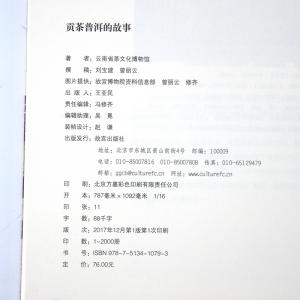 贡茶普洱的故事
著 者：云南省茶文化博物馆
撰 稿：刘宝建 曾丽云
图片提供：故宫博物院资料信息部 曾丽云 修齐
出 版 人：王亚民
责任编辑：冯修齐
编辑助理：吴 冕
装帧设计：赵 谦
出版发行：故宫出版社
地址：北京市东城区景山前街4号 邮编：100009
电话：010-85007816 010-85007808 传真：010-65129479
邮箱：ggcb@culturefc.cn 网址：www.culturefc.cn
印 刷：北京方嘉彩色印刷有限责任公司
开 本：787毫米×1092毫米 1/16
印 张：11
字 数：88千字
版 次：2017年12月第1版第1次印刷
印 数：1-2000册
书 号：ISBN 978-7-5134-1079-3
定 价：76.00元